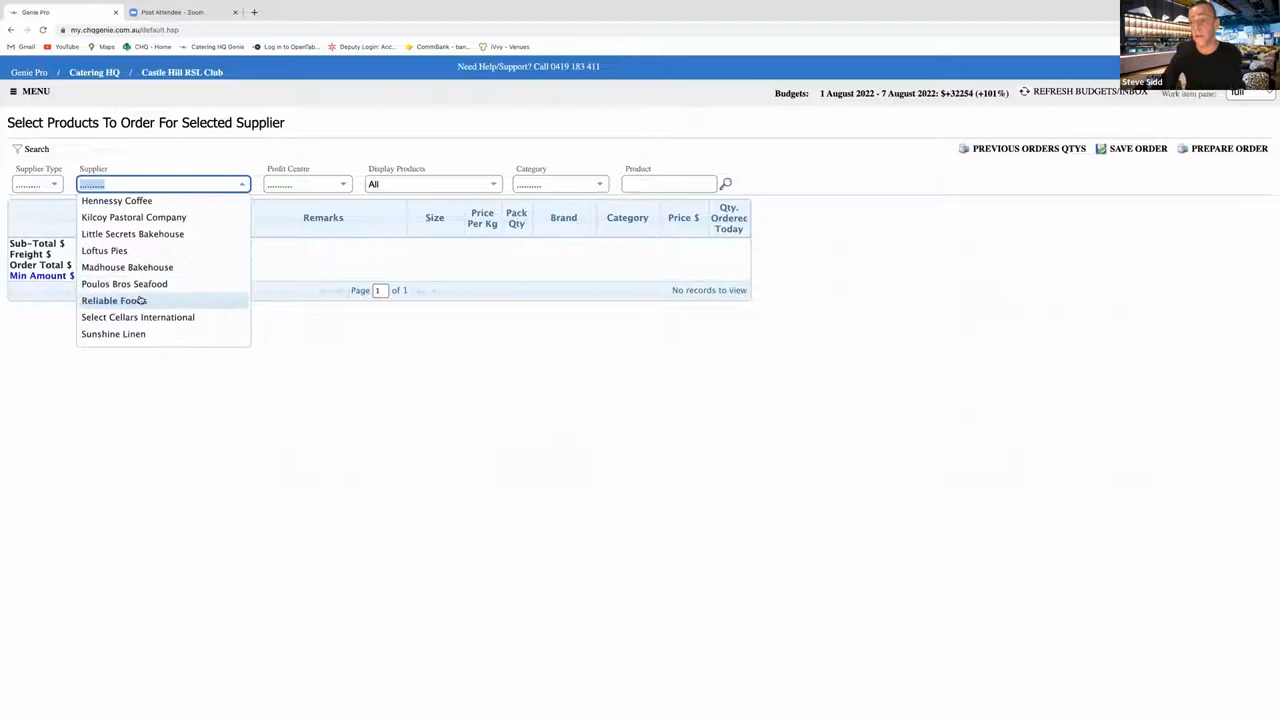 Genie Pro
Post Attendee - Zoom
my.chqgenie.com.au/default.hap
Gmail YouTube Maps CHQ - Home Catering HQ Genie Log in to OpenTab... Deputy Login: Acc... CommBank - ban... iVvy - Venues
Steve Sidd
Genie Pro / Catering HQ / Castle Hill RSL Club
Need Help/Support? Call 0419 183 411
MENU
Budgets: 1 August 2022 - 7 August 2022: $+32254 (+101%)
REFRESH BUDGETS/INBOX
Work item pane: full
Select Products To Order For Selected Supplier
Search
PREVIOUS ORDERS QTYS SAVE ORDER PREPARE ORDER
Supplier Type Supplier Profit Centre Display Products Category Product
.......... .......... .......... All ..........
Hennessy Coffee
Kilcoy Pastoral Company
Little Secrets Bakehouse
Loftus Pies
Madhouse Bakehouse
Poulos Bros Seafood
Reliable Foods
Select Cellars International
Sunshine Linen
Remarks Size Price Per Kg Pack Qty Brand Category Price $ Qty. Ordered Today
Sub-Total $
Freight $
Order Total $
Min Amount $
Page 1 of 1
No records to view